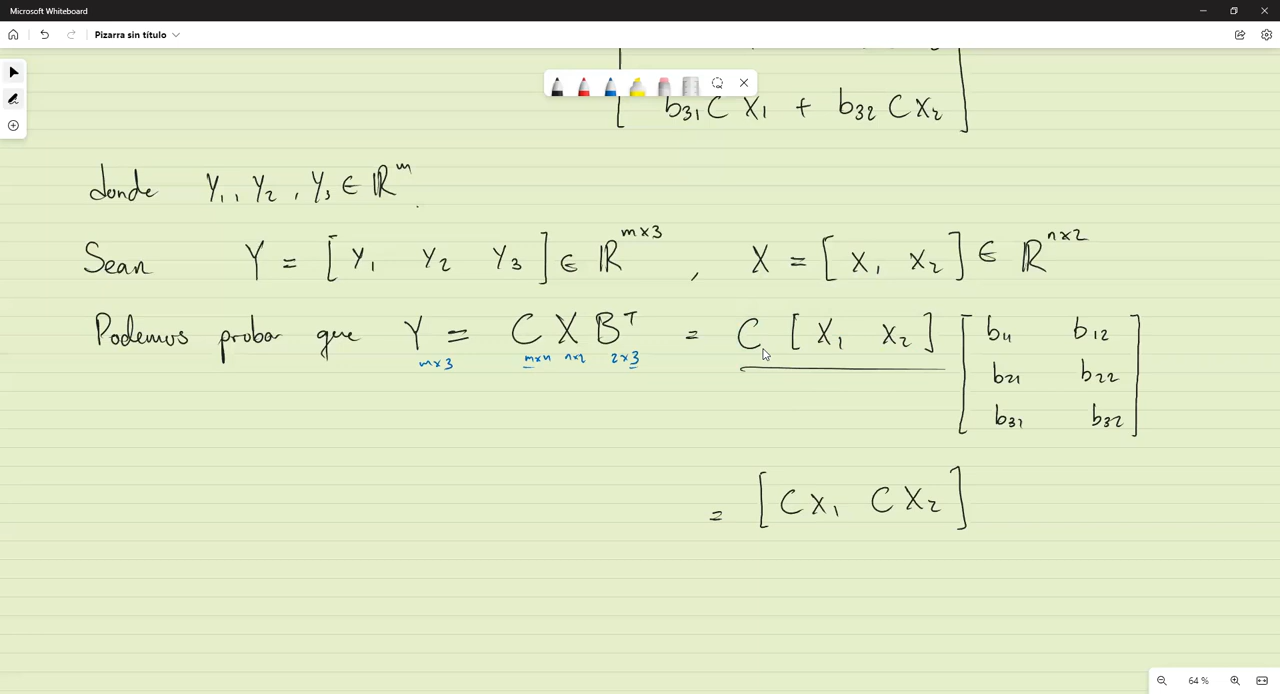 Microsoft Whiteboard
Pizarra sin título
b31 C X1 + b32 C X2
donde Y1, Y2, Y3 ∈ ℝ^m
Sean Y = [ Y1 Y2 Y3 ] ∈ ℝ^{m×3} , X = [ X1 X2 ] ∈ ℝ^{n×2}
Podemos probar que Y = C X B^T = C [ X1 X2 ] [ b11 b12
m×3 m×n n×2 2×3
b21 b22
b31 b32 ]
= [ C X1 C X2 ]
64 %